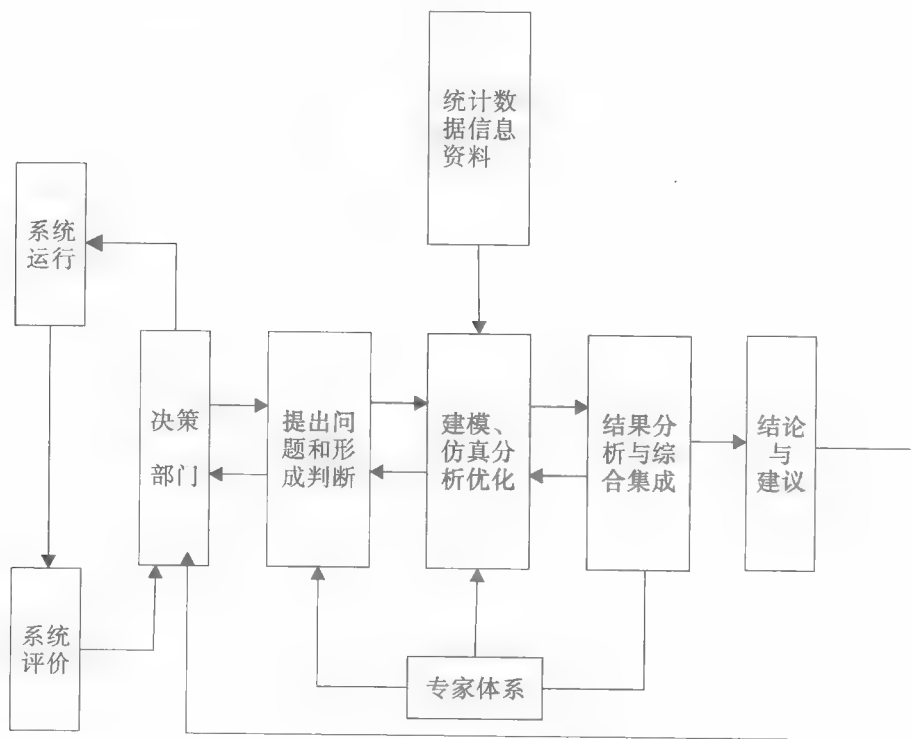 统计数
据信息
资料
系统
运行
决策
部门
提出问
题和形
成判断
建模、
仿真分
析优化
结果分
析与综
合集成
结论
与
建议
系统
评价
专家体系